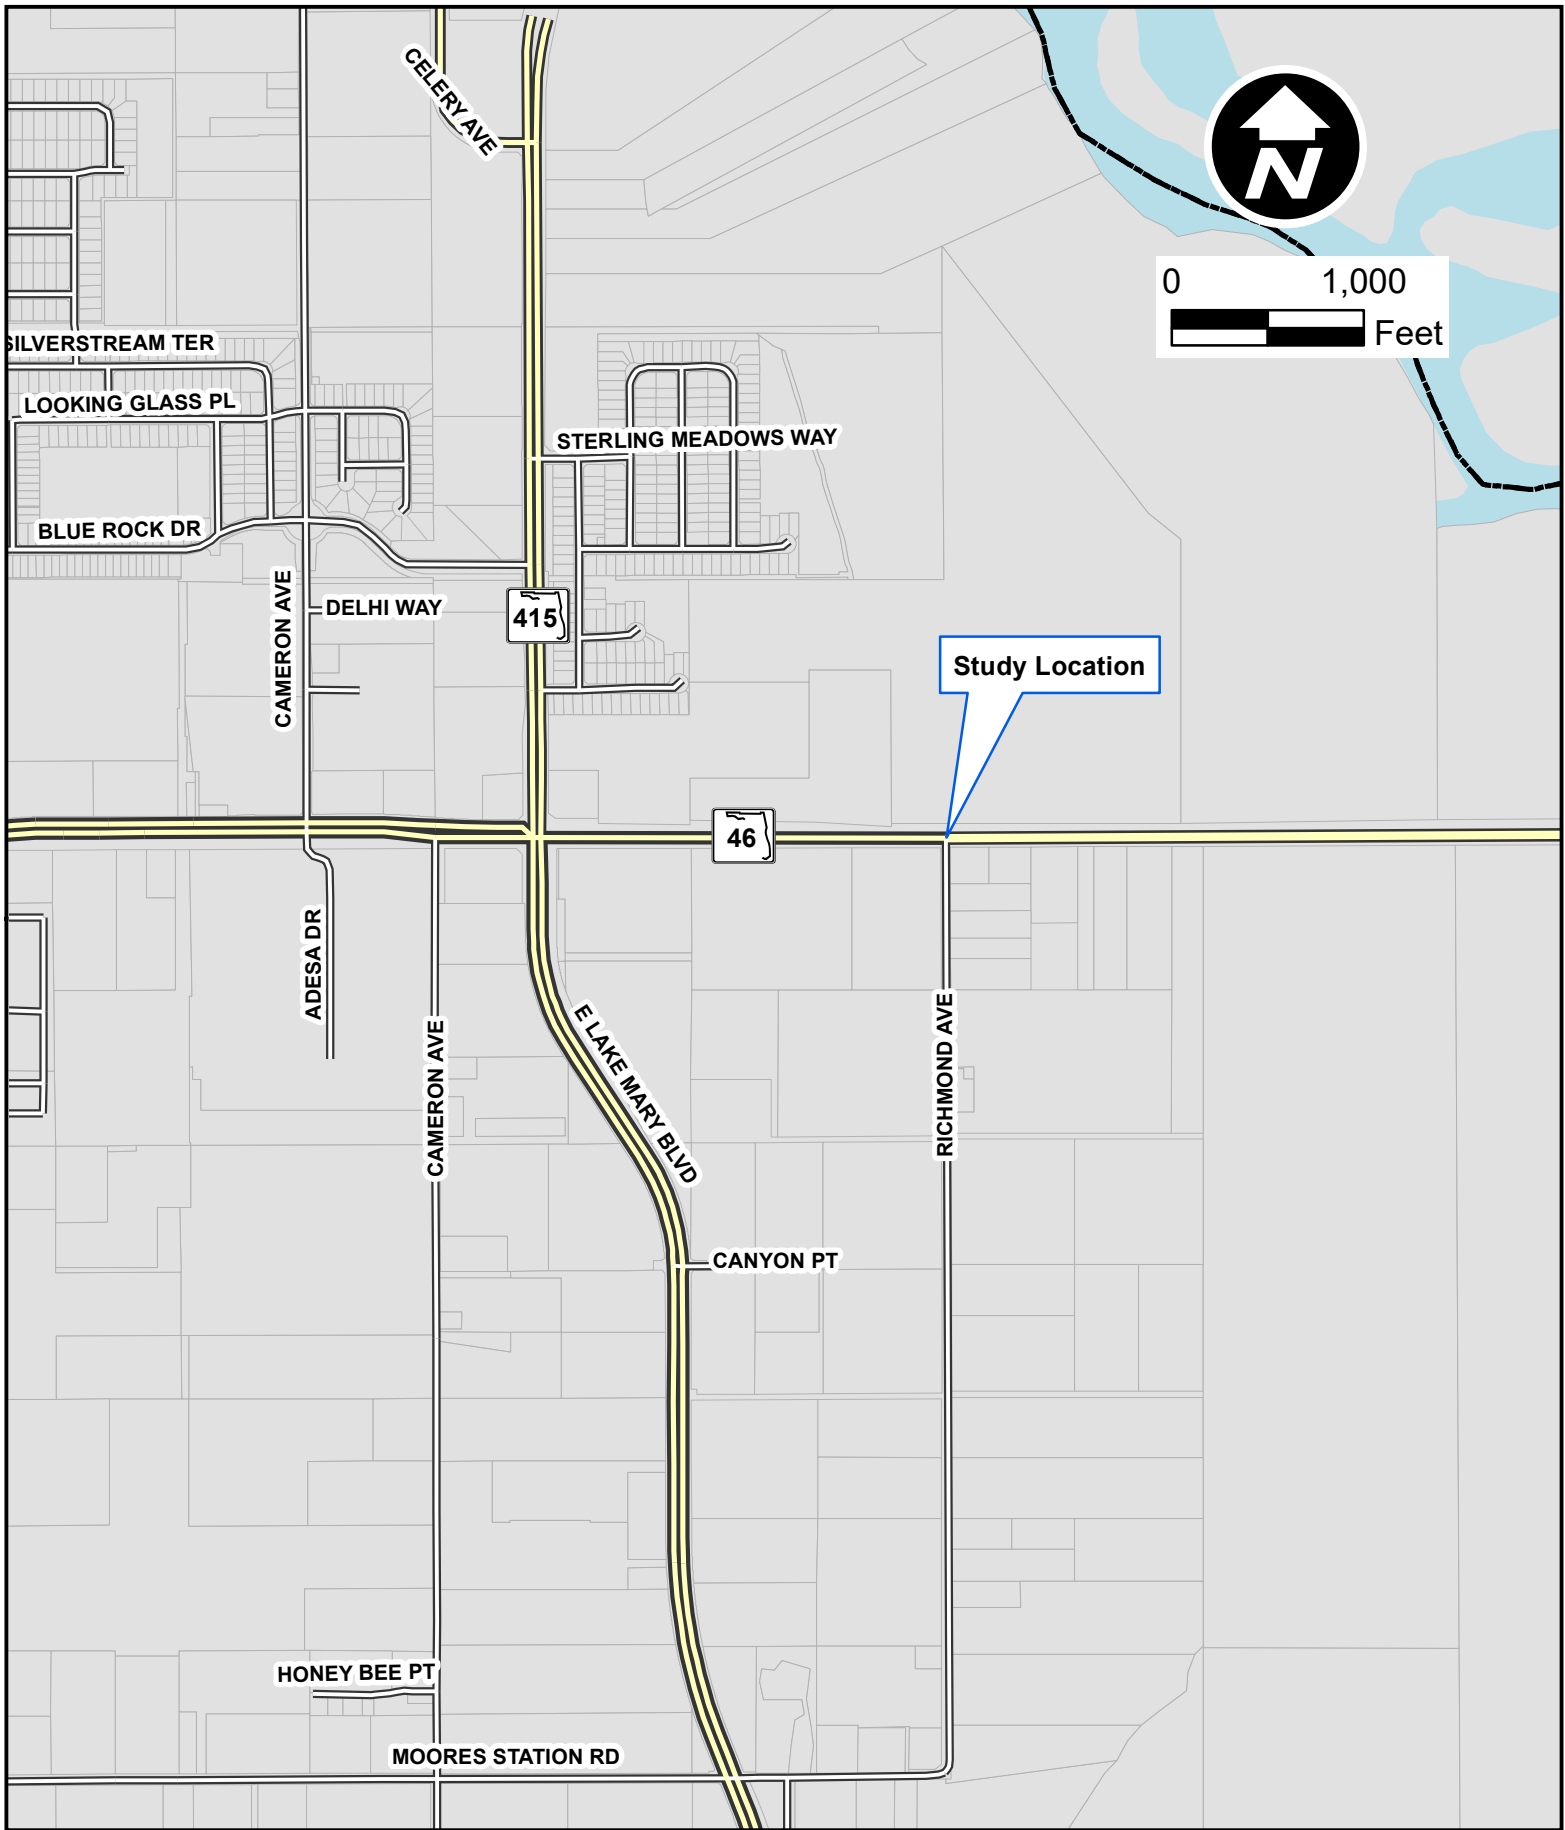 CELERY AVE
N
0 1,000
Feet
SILVERSTREAM TER
LOOKING GLASS PL
STERLING MEADOWS WAY
BLUE ROCK DR
CAMERON AVE
DELHI WAY
415
Study Location
46
ADESA DR
CAMERON AVE
E LAKE MARY BLVD
RICHMOND AVE
CANYON PT
HONEY BEE PT
MOORES STATION RD